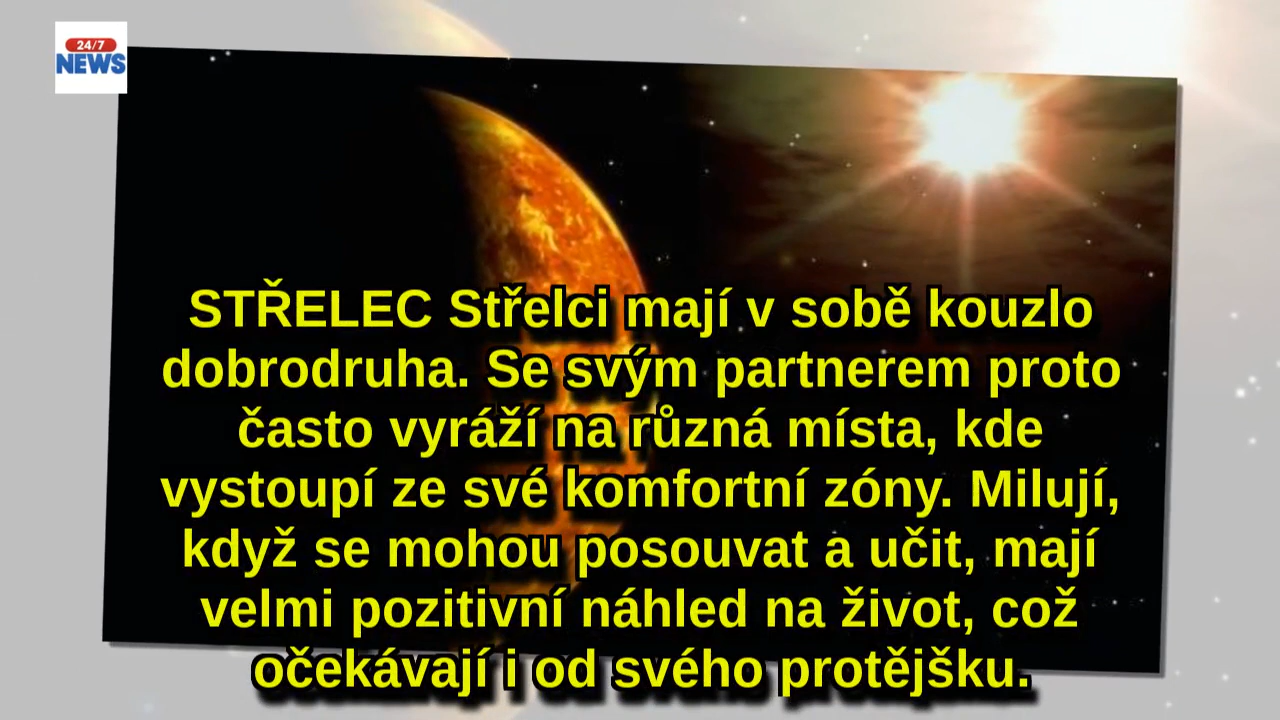 24/7
NEWS
STŘELEC Střelci mají v sobě kouzlo
dobrodruha. Se svým partnerem proto
často vyráží na různá místa, kde
vystoupí ze své komfortní zóny. Milují,
když se mohou posouvat a učit, mají
velmi pozitivní náhled na život, což
očekávají i od svého protějšku.